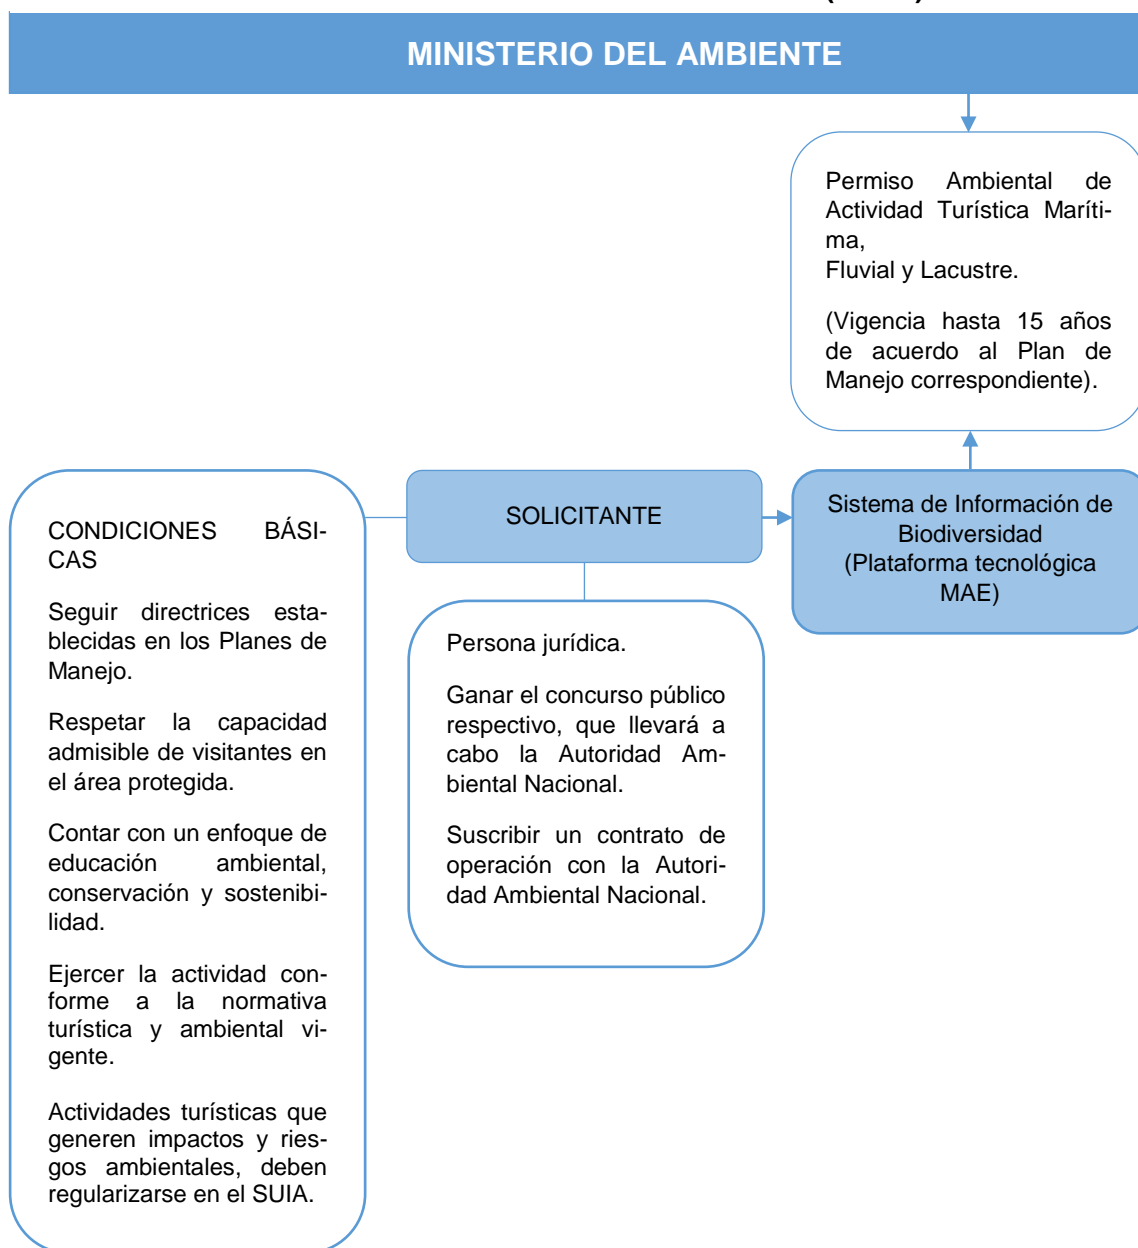 MINISTERIO DEL AMBIENTE
Permiso Ambiental de
Actividad Turística Maríti-
ma,
Fluvial y Lacustre.
(Vigencia hasta 15 años
de acuerdo al Plan de
Manejo correspondiente).
CONDICIONES BÁSI-
CAS
Seguir directrices esta-
blecidas en los Planes de
Manejo.
Respetar la capacidad
admisible de visitantes en
el área protegida.
Contar con un enfoque de
educación ambiental,
conservación y sostenibi-
lidad.
Ejercer la actividad con-
forme a la normativa
turística y ambiental vi-
gente.
Actividades turísticas que
generen impactos y ries-
gos ambientales, deben
regularizarse en el SUIA.
SOLICITANTE
Persona jurídica.
Ganar el concurso público
respectivo, que llevará a
cabo la Autoridad Am-
biental Nacional.
Suscribir un contrato de
operación con la Autori-
dad Ambiental Nacional.
Sistema de Información de
Biodiversidad
(Plataforma tecnológica
MAE)